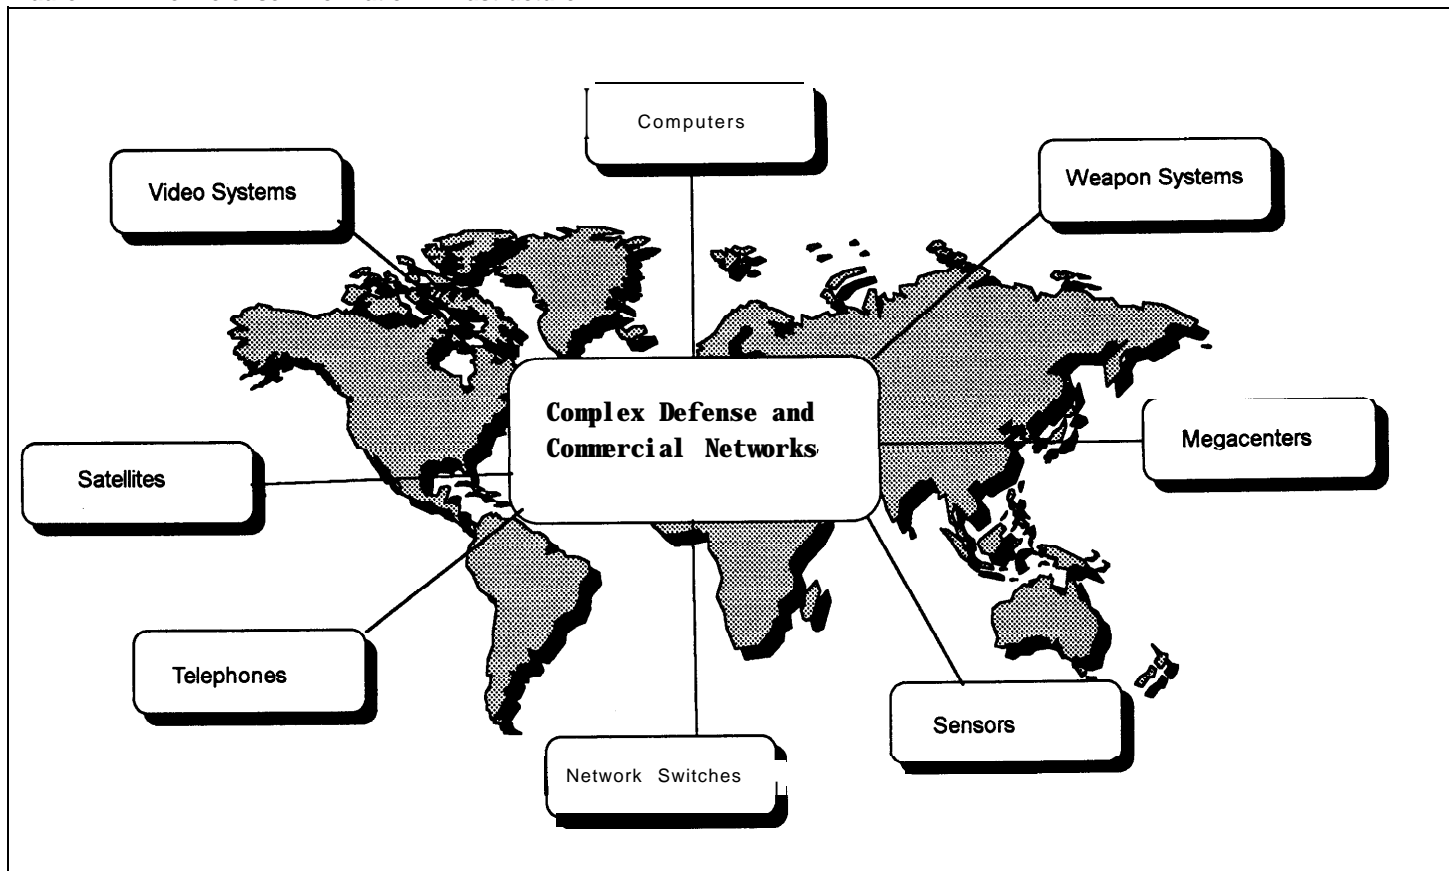 Computers
Video Systems
Weapon Systems
Complex Defense and
Commercial Networks
Megacenters
Satellites
Telephones
Sensors
Network Switches